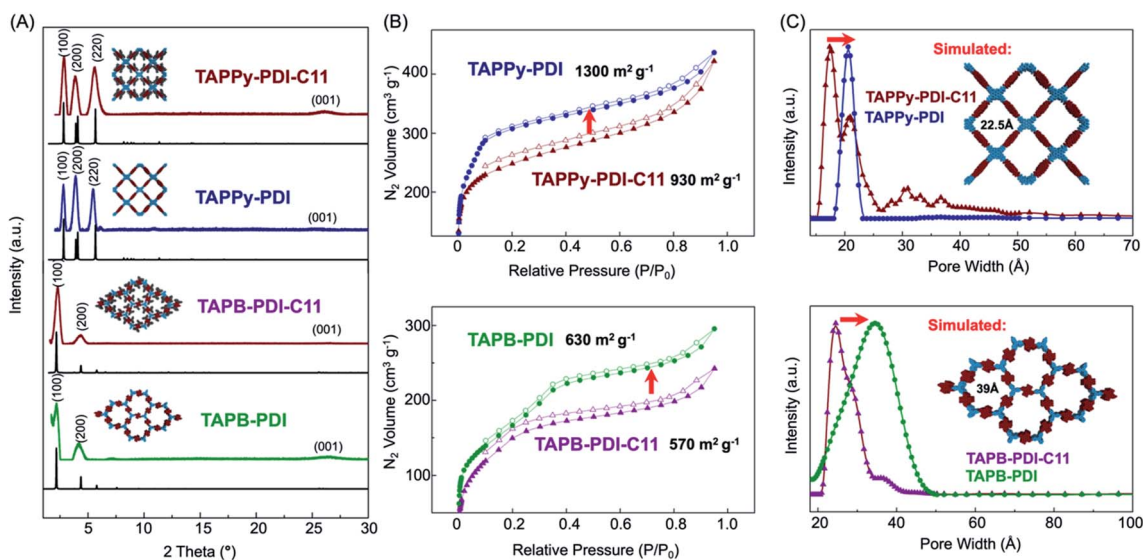 (A)
(100)
(200)
(220)
TAPPy-PDI-C11
(001)
(100)
(200)
(220)
TAPPy-PDI
(001)
(100)
TAPB-PDI-C11
(200)
(001)
(100)
TAPB-PDI
(200)
(001)
Intensity (a.u.)
5 10 15 20 25 30
2 Theta (°)
(B)
400
300
200
TAPPy-PDI 1300 m² g⁻¹
TAPPy-PDI-C11 930 m² g⁻¹
N₂ Volume (cm³ g⁻¹)
0 0.2 0.4 0.6 0.8 1.0
Relative Pressure (P/P₀)
300
200
100
TAPB-PDI 630 m² g⁻¹
TAPB-PDI-C11 570 m² g⁻¹
N₂ Volume (cm³ g⁻¹)
0 0.2 0.4 0.6 0.8 1.0
Relative Pressure (P/P₀)
(C)
Simulated:
TAPPy-PDI-C11
TAPPy-PDI
22.5Å
Intensity (a.u.)
20 30 40 50 60 70
Pore Width (Å)
Simulated:
39Å
TAPB-PDI-C11
TAPB-PDI
Intensity (a.u.)
20 40 60 80 100
Pore Width (Å)